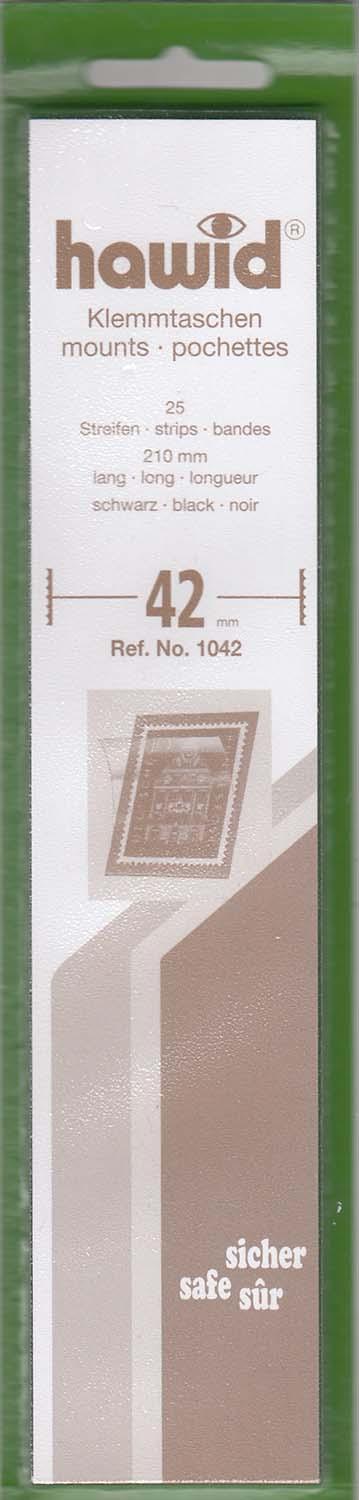 hawid®
Klemmtaschen
mounts · pochettes
25
Streifen · strips · bandes
210 mm
lang · long · longueur
schwarz · black · noir
42 mm
Ref. No. 1042
sicher
safe sûr